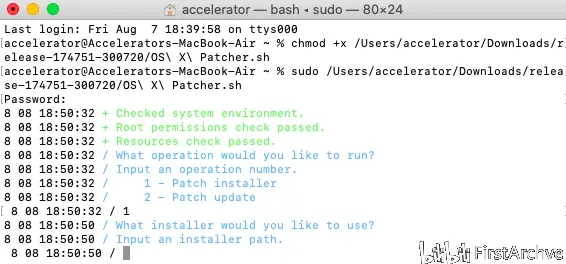 accelerator — bash ◂ sudo — 80×24
Last login: Fri Aug  7 18:39:58 on ttys000
[accelerator@Accelerators-MacBook-Air ~ % chmod +x /Users/accelerator/Downloads/r]
elease-174751-300720/OS\ X\ Patcher.sh
[accelerator@Accelerators-MacBook-Air ~ % sudo /Users/accelerator/Downloads/relea]
se-174751-300720/OS\ X\ Patcher.sh
[Password:
8 08 18:50:32 + Checked system environment.
8 08 18:50:32 + Root permissions check passed.
8 08 18:50:32 + Resources check passed.
8 08 18:50:32 / What operation would you like to run?
8 08 18:50:32 / Input an operation number.
8 08 18:50:32 /     1 - Patch installer
8 08 18:50:32 /     2 - Patch update
[ 8 08 18:50:32 / 1
8 08 18:50:50 / What installer would you like to use?
8 08 18:50:50 / Input an installer path.
8 08 18:50:50 /
bilibili FirstArchive